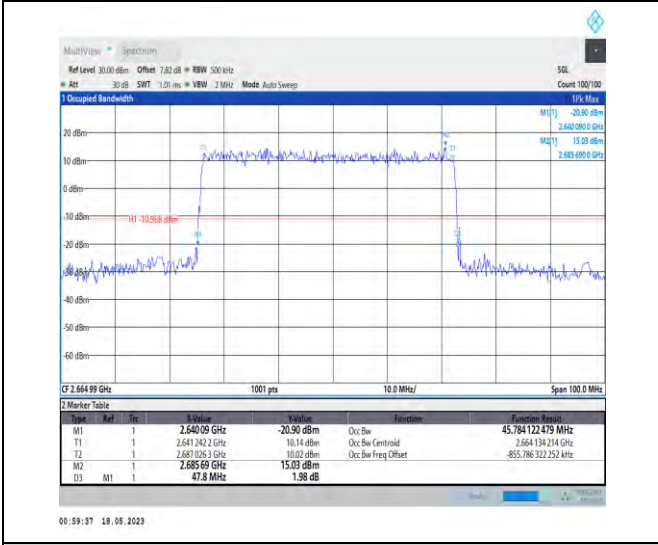 MultiView Spectrum
Ref Level 30.00 dBm Offset 7.82 dB RBW 500 kHz SGL
Att 30 dB SWT 1.01 ms VBW 2 MHz Mode Auto Sweep Count 100/100
1 Occupied Bandwidth 1Pk Max
M1[1] -20.90 dBm
2.640 090 0 GHz
20 dBm
M2[1] 15.03 dBm
2.685 690 0 GHz
10 dBm
0 dBm
-10 dBm
H1 -10.968 dBm
-20 dBm
-30 dBm
-40 dBm
-50 dBm
-60 dBm
CF 2.664 99 GHz 1001 pts 10.0 MHz/ Span 100.0 MHz
2 Marker Table
Type Ref Trc X-Value Y-Value Function Function Result
M1 1 2.640 09 GHz -20.90 dBm Occ Bw 45.784 122 479 MHz
T1 1 2.641 242 2 GHz 10.14 dBm Occ Bw Centroid 2.664 134 214 GHz
T2 1 2.687 026 3 GHz 10.02 dBm Occ Bw Freq Offset -855.786 322 252 kHz
M2 1 2.685 69 GHz 15.03 dBm
D3 M1 1 47.8 MHz 1.98 dB
00:59:37 18.05.2023